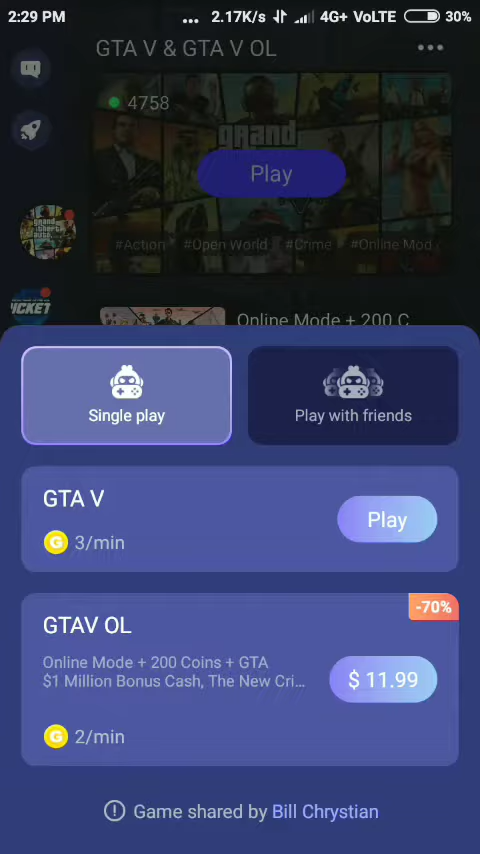 2:29 PM ... 2.17K/s 4G+ VoLTE 30%
GTA V & GTA V OL
4758
grand
Play
#Action #Open World #Crime #Online Mod
Online Mode + 200 C
Single play
Play with friends
GTA V
Play
G 3/min
-70%
GTAV OL
Online Mode + 200 Coins + GTA
$1 Million Bonus Cash, The New Cri...
$ 11.99
G 2/min
Game shared by Bill Chrystian